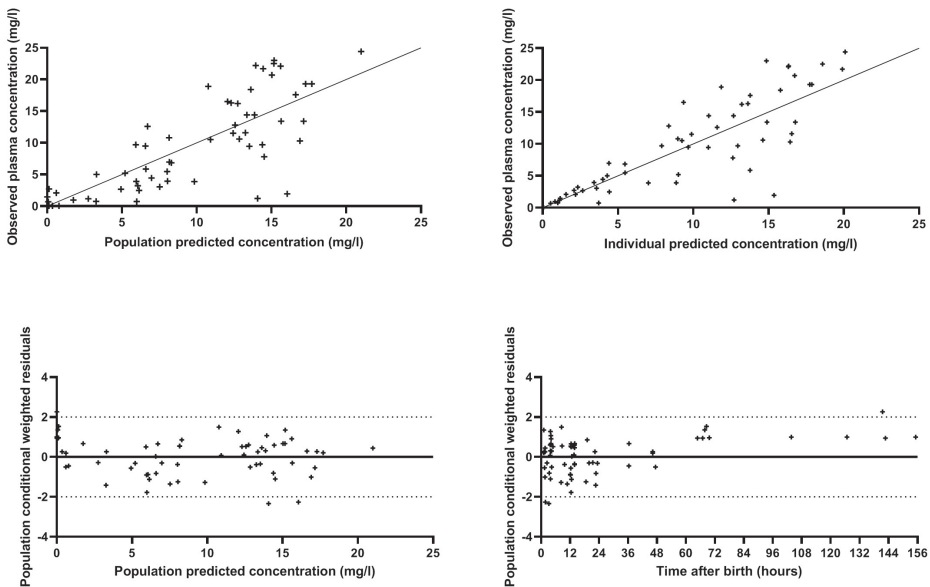 Observed plasma concentration (mg/l)
25
20
15
10
5
0
0 5 10 15 20 25
Population predicted concentration (mg/l)
Observed plasma concentration (mg/l)
25
20
15
10
5
0
0 5 10 15 20 25
Individual predicted concentration (mg/l)
Population conditional weighted residuals
4
2
0
-2
-4
0 5 10 15 20 25
Population predicted concentration (mg/l)
Population conditional weighted residuals
4
2
0
-2
-4
0 12 24 36 48 60 72 84 96 108 120 132 144 156
Time after birth (hours)